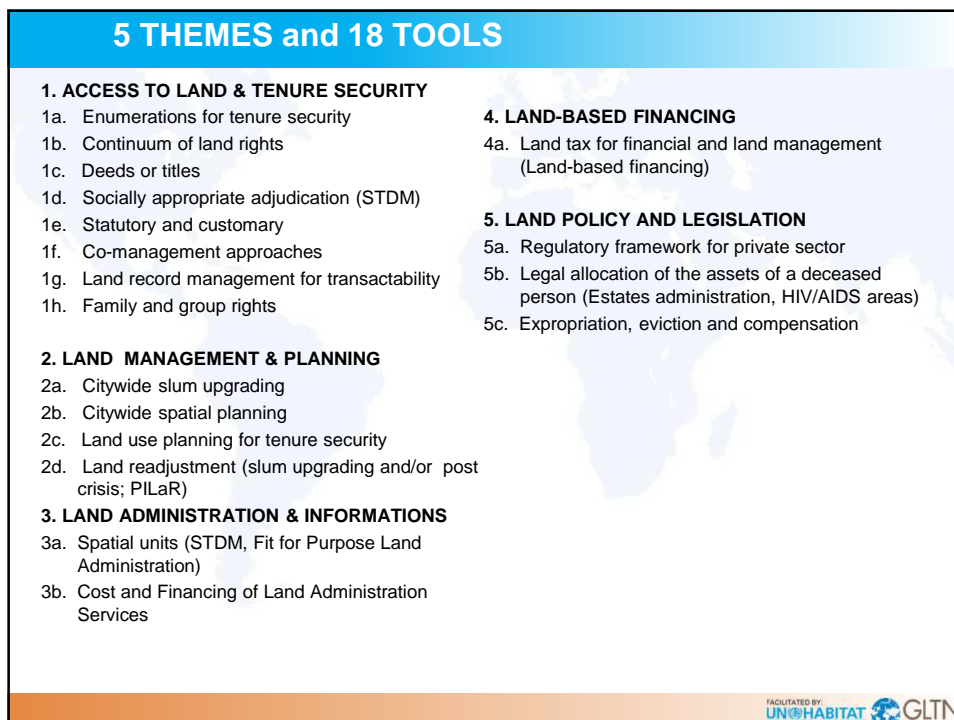 5 THEMES and 18 TOOLS
1. ACCESS TO LAND & TENURE SECURITY
1a. Enumerations for tenure security
1b. Continuum of land rights
1c. Deeds or titles
1d. Socially appropriate adjudication (STDM)
1e. Statutory and customary
1f. Co-management approaches
1g. Land record management for transactability
1h. Family and group rights
2. LAND MANAGEMENT & PLANNING
2a. Citywide slum upgrading
2b. Citywide spatial planning
2c. Land use planning for tenure security
2d. Land readjustment (slum upgrading and/or post
crisis; PILaR)
3. LAND ADMINISTRATION & INFORMATIONS
3a. Spatial units (STDM, Fit for Purpose Land
Administration)
3b. Cost and Financing of Land Administration
Services
4. LAND-BASED FINANCING
4a. Land tax for financial and land management
(Land-based financing)
5. LAND POLICY AND LEGISLATION
5a. Regulatory framework for private sector
5b. Legal allocation of the assets of a deceased
person (Estates administration, HIV/AIDS areas)
5c. Expropriation, eviction and compensation
FACILITATED BY:
UN HABITAT GLTN